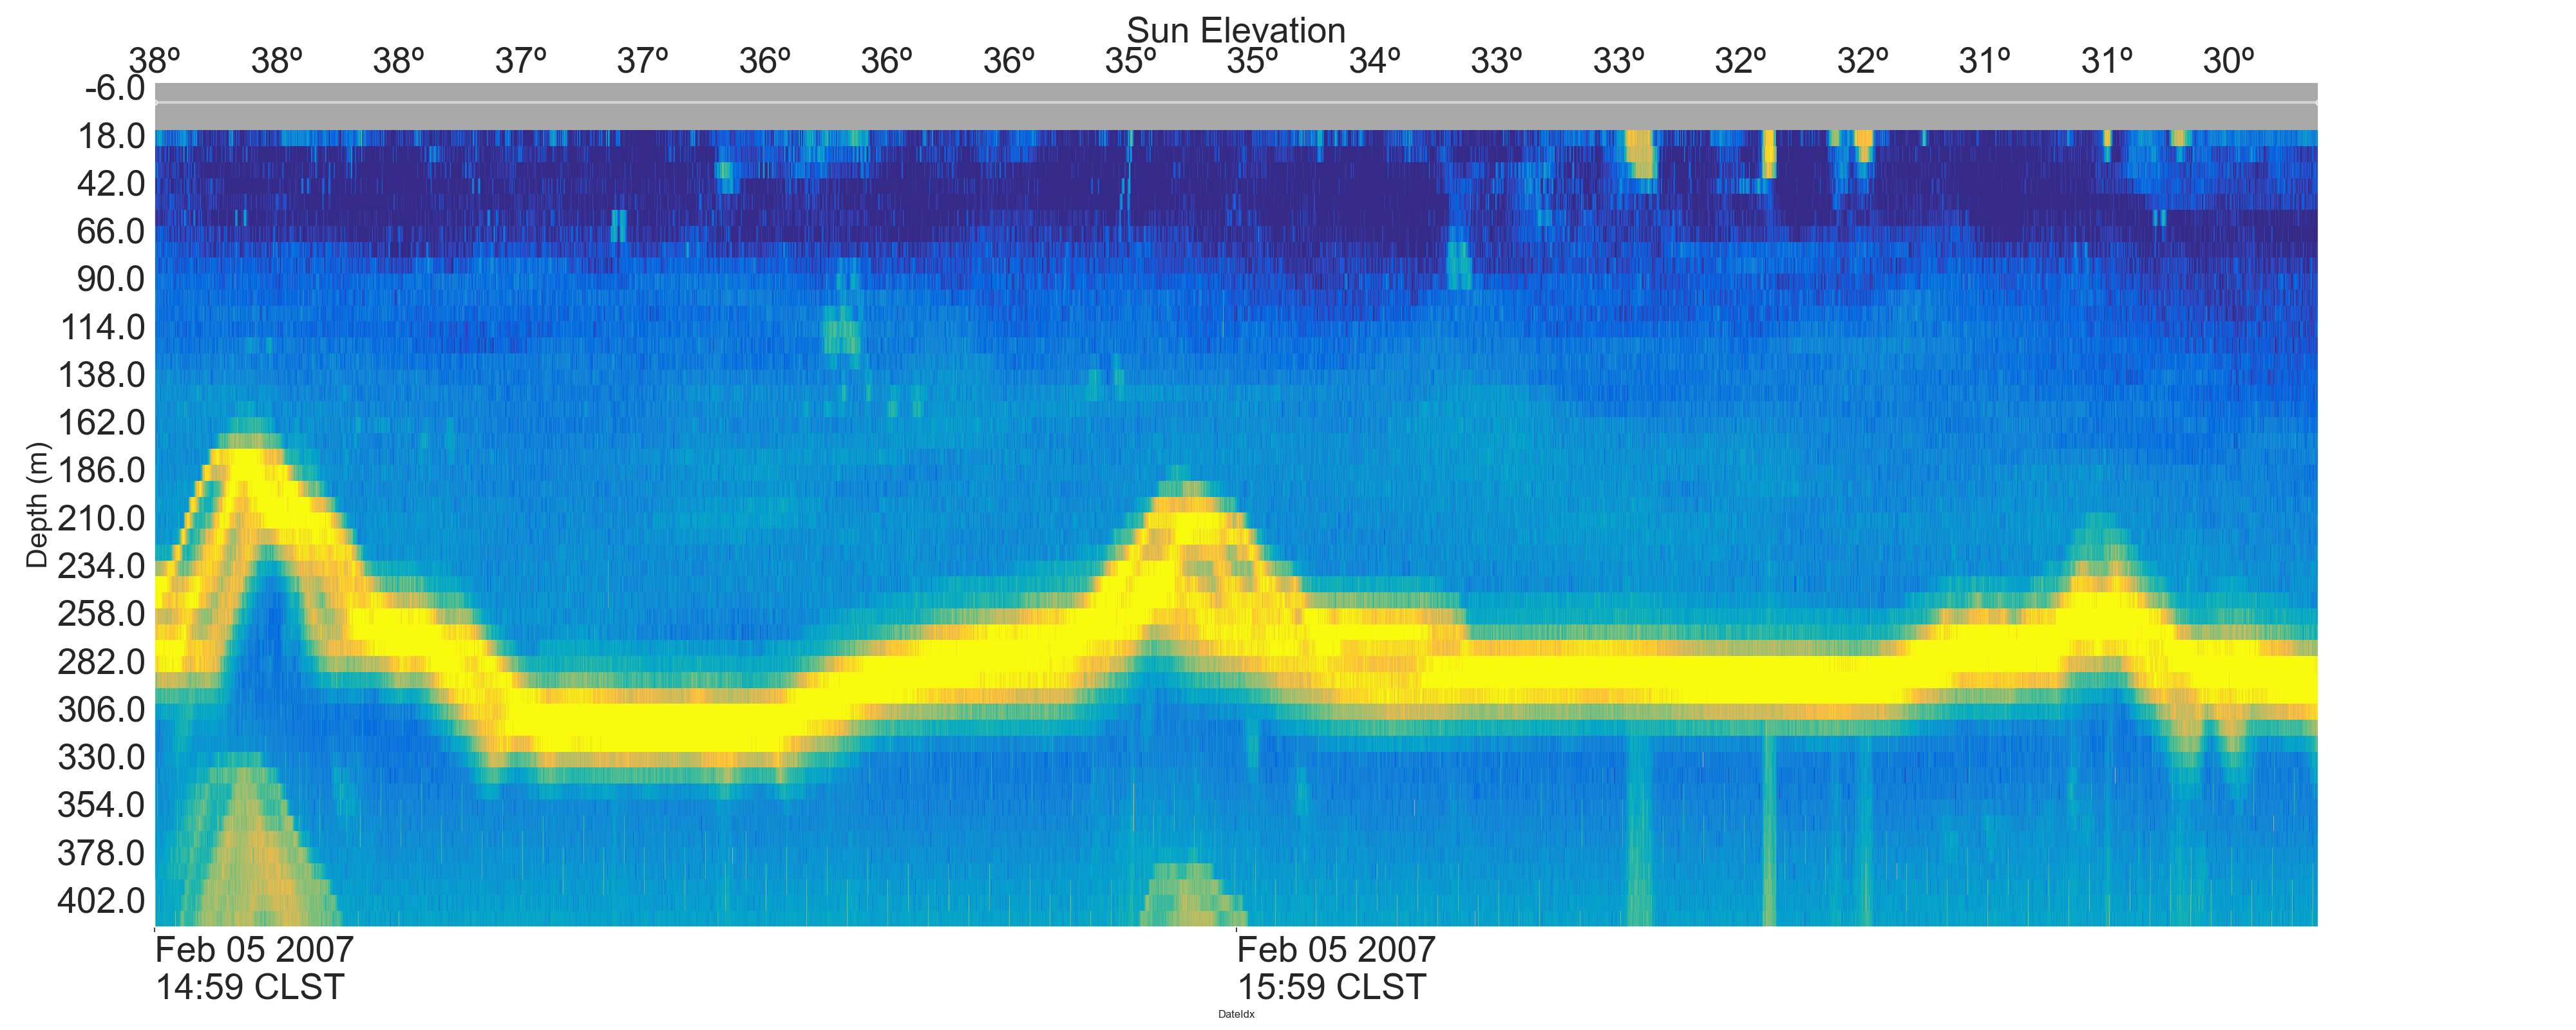 Sun Elevation
38º 38º 38º 37º 37º 36º 36º 36º 35º 35º 34º 33º 33º 32º 32º 31º 31º 30º
-6.0
18.0
42.0
66.0
90.0
114.0
138.0
162.0
186.0
210.0
234.0
258.0
282.0
306.0
330.0
354.0
378.0
402.0
Depth (m)
Feb 05 2007
14:59 CLST
Feb 05 2007
15:59 CLST
DateIdx